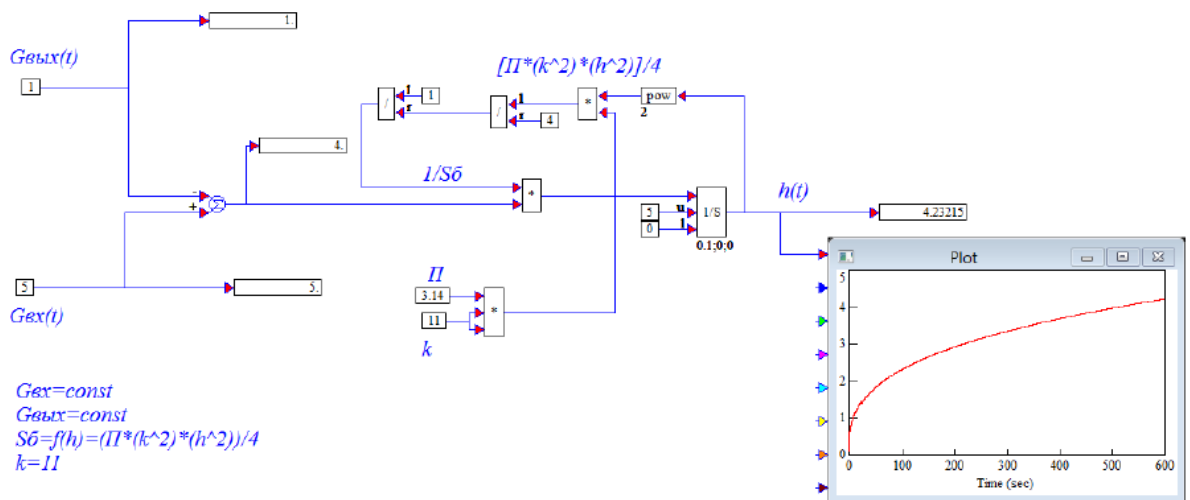 1.
Gвых(t)
1
[П*(k^2)*(h^2)]/4
/
l
r
1
/
l
r
4
*
pow
2
4.
1/Sб
-
+
Σ
*
5
0
u
l
1/S
0.1;0;0
h(t)
4.23215
5
5.
Gвх(t)
П
3.14
11
*
k
Plot
5
4
3
2
1
0
0 100 200 300 400 500 600
Time (sec)
Gвх=const
Gвых=const
Sб=f(h)=(П*(k^2)*(h^2))/4
k=11